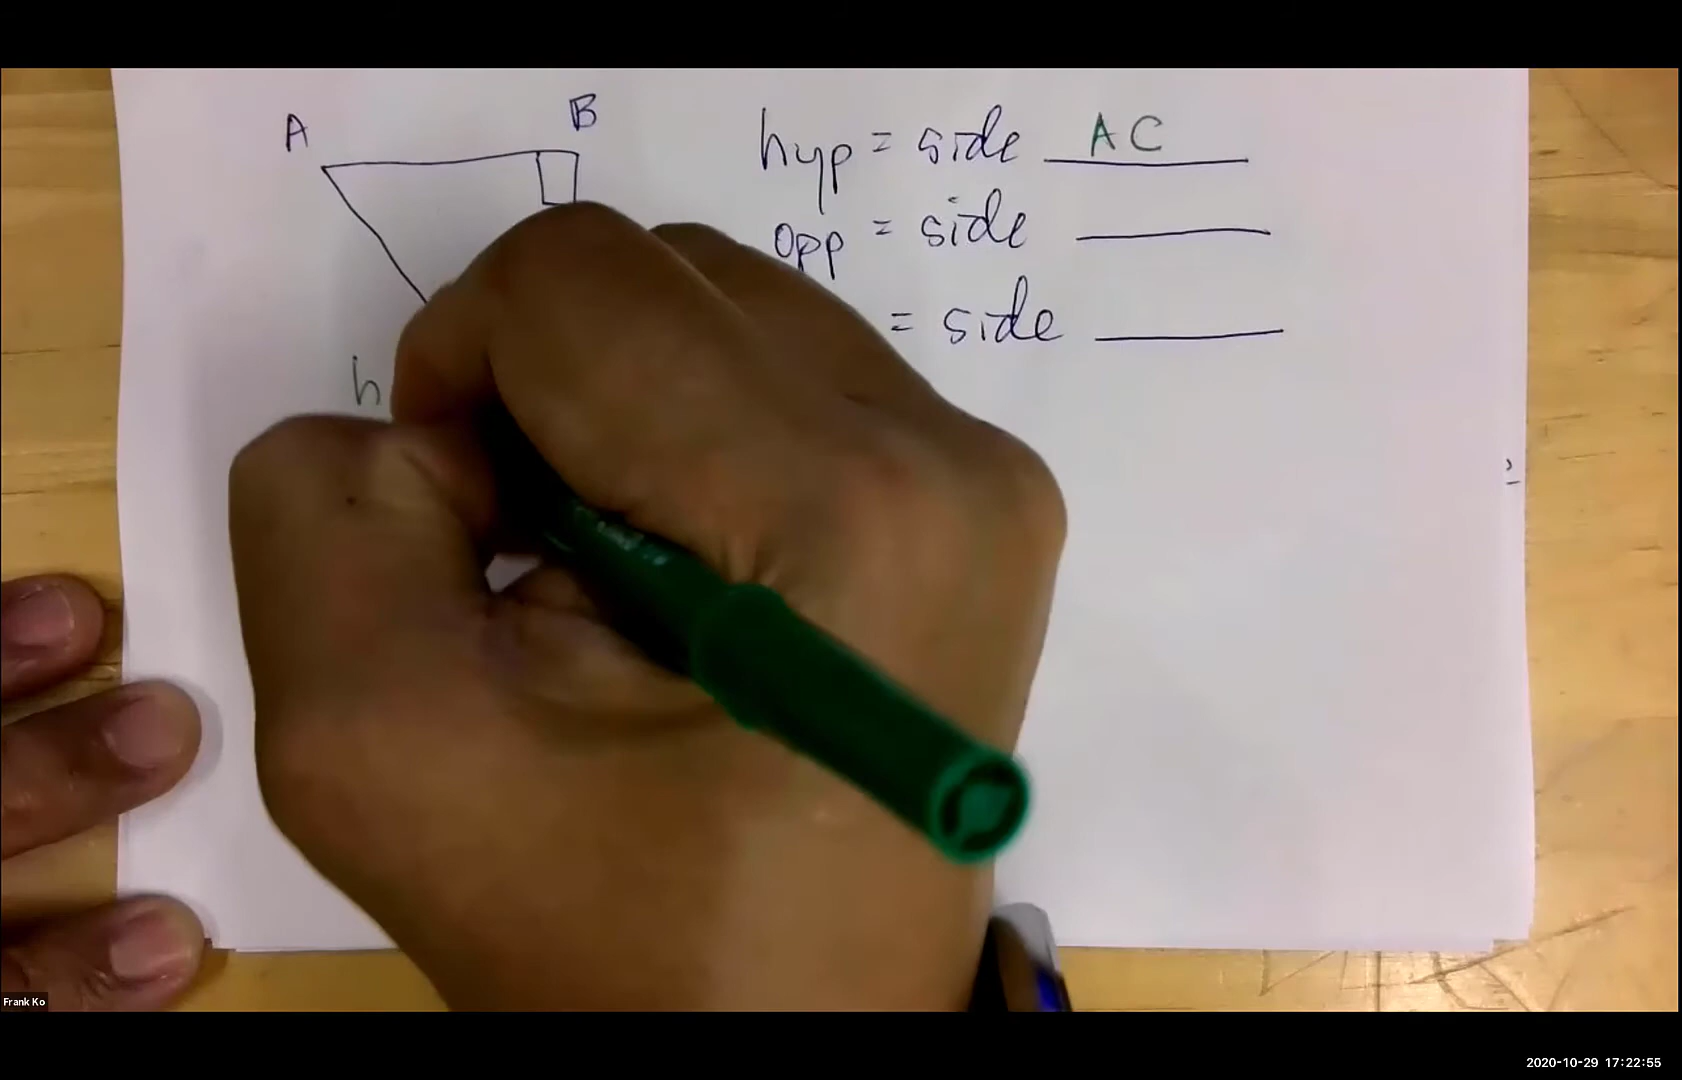 A
B
hyp = side AC
opp = side
= side
h
Frank Ko
2020-10-29 17:22:55